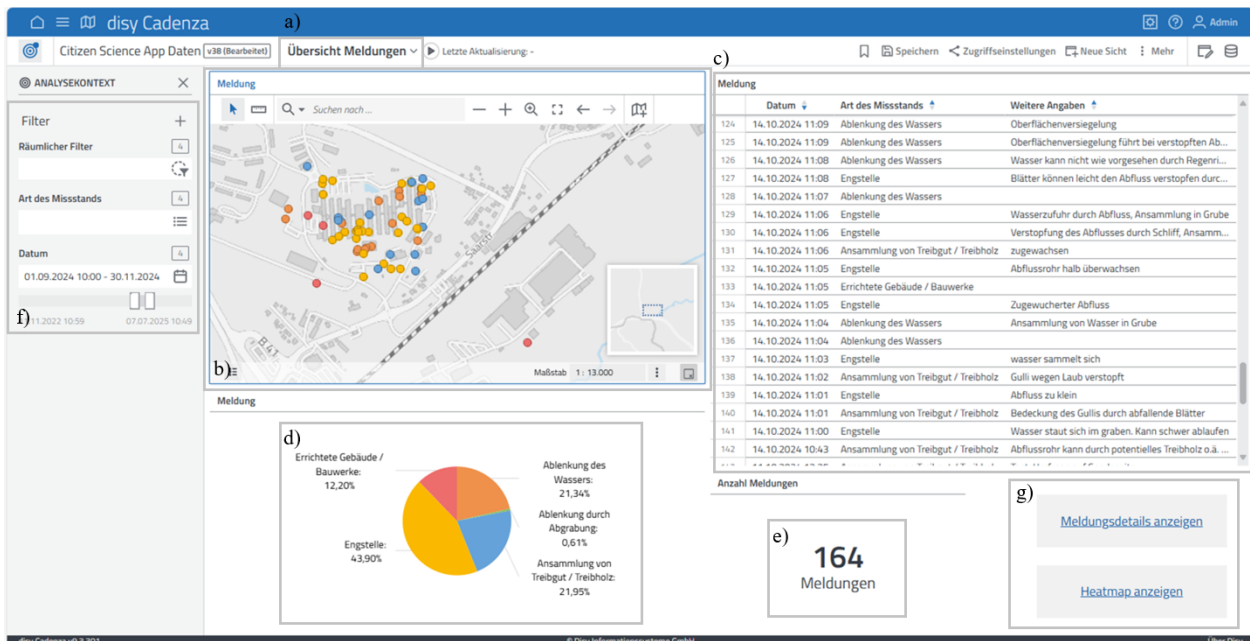 disy Cadenza
a)
Admin
Citizen Science App Daten
v38 (Bearbeitet)
Übersicht Meldungen
Letzte Aktualisierung: -
Speichern
Zugriffseinstellungen
Neue Sicht
Mehr
c)
ANALYSEKONTEXT
Filter
Räumlicher Filter
4
Art des Missstands
4
Datum
4
01.09.2024 10:00 - 30.11.2024
f)
11.2022 10:59
07.07.2025 10:49
Meldung
Suchen nach ...
Saarstr
B 41
b)
Maßstab 1 : 13.000
Meldung
Datum Art des Missstands Weitere Angaben
124 14.10.2024 11:09 Ablenkung des Wassers Oberflächenversiegelung
125 14.10.2024 11:09 Ablenkung des Wassers Oberflächenversiegelung führt bei verstopften Ab...
126 14.10.2024 11:08 Ablenkung des Wassers Wasser kann nicht wie vorgesehen durch Regenri...
127 14.10.2024 11:08 Engstelle Blätter können leicht den Abfluss verstopfen durc...
128 14.10.2024 11:07 Ablenkung des Wassers
129 14.10.2024 11:06 Engstelle Wasserzufuhr durch Abfluss, Ansammlung in Grube
130 14.10.2024 11:06 Engstelle Verstopfung des Abflusses durch Schliff, Ansamm...
131 14.10.2024 11:06 Ansammlung von Treibgut / Treibholz zugewachsen
132 14.10.2024 11:05 Engstelle Abflussrohr halb überwachsen
133 14.10.2024 11:05 Errichtete Gebäude / Bauwerke
134 14.10.2024 11:05 Engstelle Zugewucherter Abfluss
135 14.10.2024 11:04 Ablenkung des Wassers Ansammlung von Wasser in Grube
136 14.10.2024 11:04 Ablenkung des Wassers
137 14.10.2024 11:03 Engstelle wasser sammelt sich
138 14.10.2024 11:02 Ansammlung von Treibgut / Treibholz Gulli wegen Laub verstopft
139 14.10.2024 11:01 Engstelle Abfluss zu klein
140 14.10.2024 11:01 Ansammlung von Treibgut / Treibholz Bedeckung des Gullis durch abfallende Blätter
141 14.10.2024 11:00 Engstelle Wasser staut sich im graben. Kann schwer ablaufen
142 14.10.2024 10:43 Ansammlung von Treibgut / Treibholz Abflussrohr kann durch potentielles Treibholz o.ä. ...
Meldung
d)
Errichtete Gebäude /
Bauwerke:
12,20%
Engstelle:
43,90%
Ablenkung des
Wassers:
21,34%
Ablenkung durch
Abgrabung:
0,61%
Ansammlung von
Treibgut / Treibholz:
21,95%
Anzahl Meldungen
e)
164
Meldungen
g)
Meldungsdetails anzeigen
Heatmap anzeigen
disy Cadenza
© Disy Informationssysteme GmbH
Über Disy